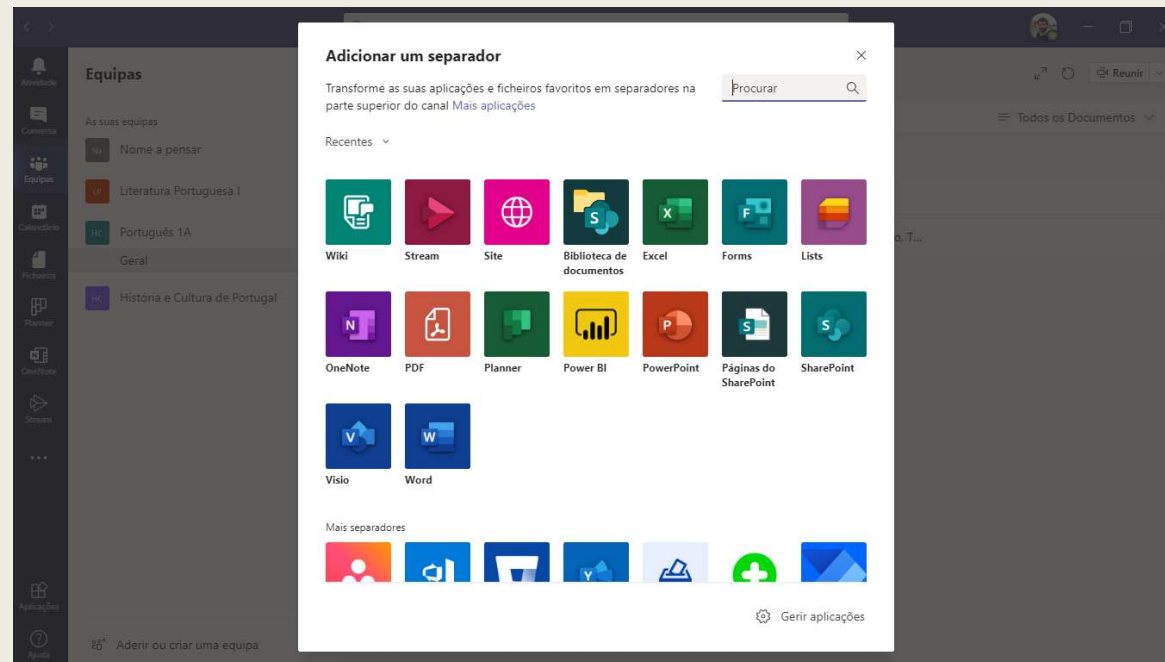 Atividade
Conversa
Equipas
Calendário
Ficheiros
Planner
OneNote
Stream
Aplicações
Ajuda
Equipas
As suas equipas
Nome a pensar
Literatura Portuguesa I
Português 1A
Geral
História e Cultura de Portugal
Aderir ou criar uma equipa
Adicionar um separador
Transforme as suas aplicações e ficheiros favoritos em separadores na
parte superior do canal Mais aplicações
Procurar
Recentes
Wiki
Stream
Site
Biblioteca de
documentos
Excel
Forms
Lists
OneNote
PDF
Planner
Power BI
PowerPoint
Páginas do
SharePoint
SharePoint
Visio
Word
Mais separadores
Gerir aplicações
Reunir
Todos os Documentos
o, T...